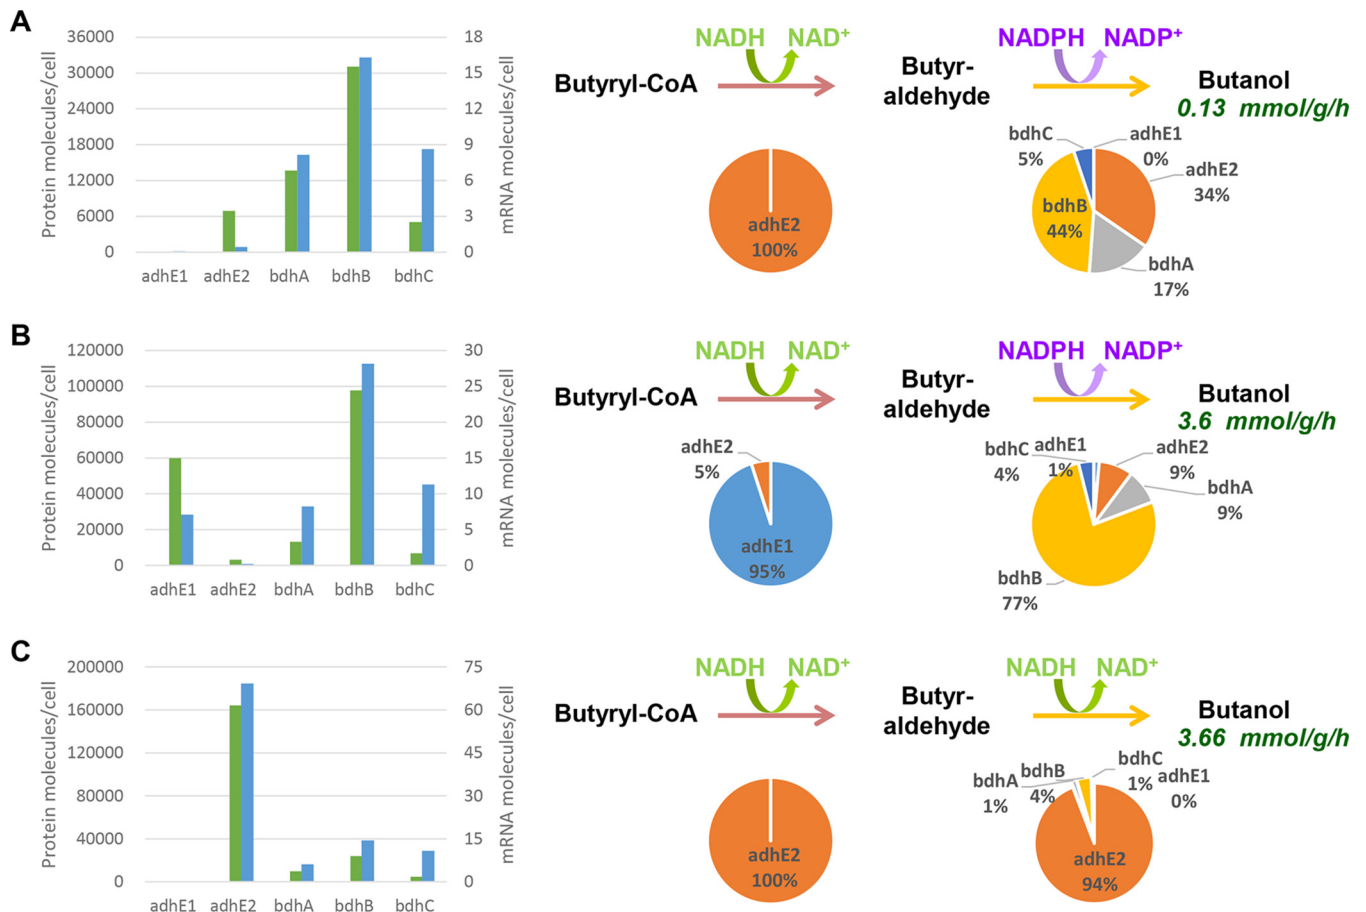 A
Protein molecules/cell
36000
30000
24000
18000
12000
6000
0
18
15
12
9
6
3
0
mRNA molecules/cell
adhE1 adhE2 bdhA bdhB bdhC
NADH NAD+
Butyryl-CoA
Butyr-
aldehyde
NADPH NADP+
Butanol
0.13 mmol/g/h
adhE2
100%
bdhC
5%
adhE1
0%
adhE2
34%
bdhB
44%
bdhA
17%
B
Protein molecules/cell
120000
100000
80000
60000
40000
20000
0
30
25
20
15
10
5
0
mRNA molecules/cell
adhE1 adhE2 bdhA bdhB bdhC
NADH NAD+
Butyryl-CoA
Butyr-
aldehyde
NADPH NADP+
Butanol
3.6 mmol/g/h
adhE2
5%
adhE1
95%
bdhC
4%
adhE1
1%
adhE2
9%
bdhA
9%
bdhB
77%
C
Protein molecules/cell
200000
160000
120000
80000
40000
0
75
60
45
30
15
0
mRNA molecules/cell
adhE1 adhE2 bdhA bdhB bdhC
NADH NAD+
Butyryl-CoA
Butyr-
aldehyde
NADH NAD+
Butanol
3.66 mmol/g/h
adhE2
100%
bdhA
1%
bdhB
4%
bdhC
1%
adhE1
0%
adhE2
94%